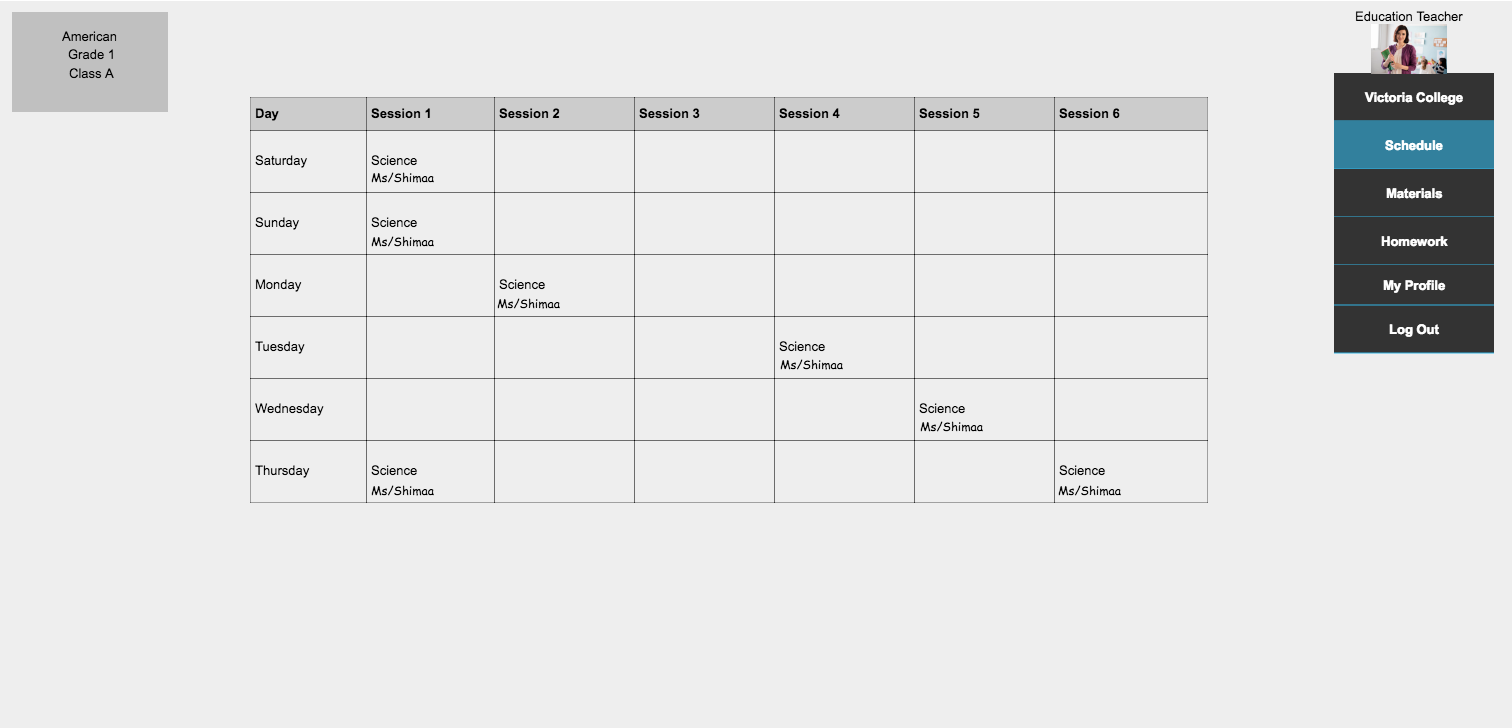 American
Grade 1
Class A
Education Teacher
Victoria College
Schedule
Materials
Homework
My Profile
Log Out
Day Session 1 Session 2 Session 3 Session 4 Session 5 Session 6
Saturday Science
Ms/Shimaa
Sunday Science
Ms/Shimaa
Monday Science
Ms/Shimaa
Tuesday Science
Ms/Shimaa
Wednesday Science
Ms/Shimaa
Thursday Science Science
Ms/Shimaa Ms/Shimaa